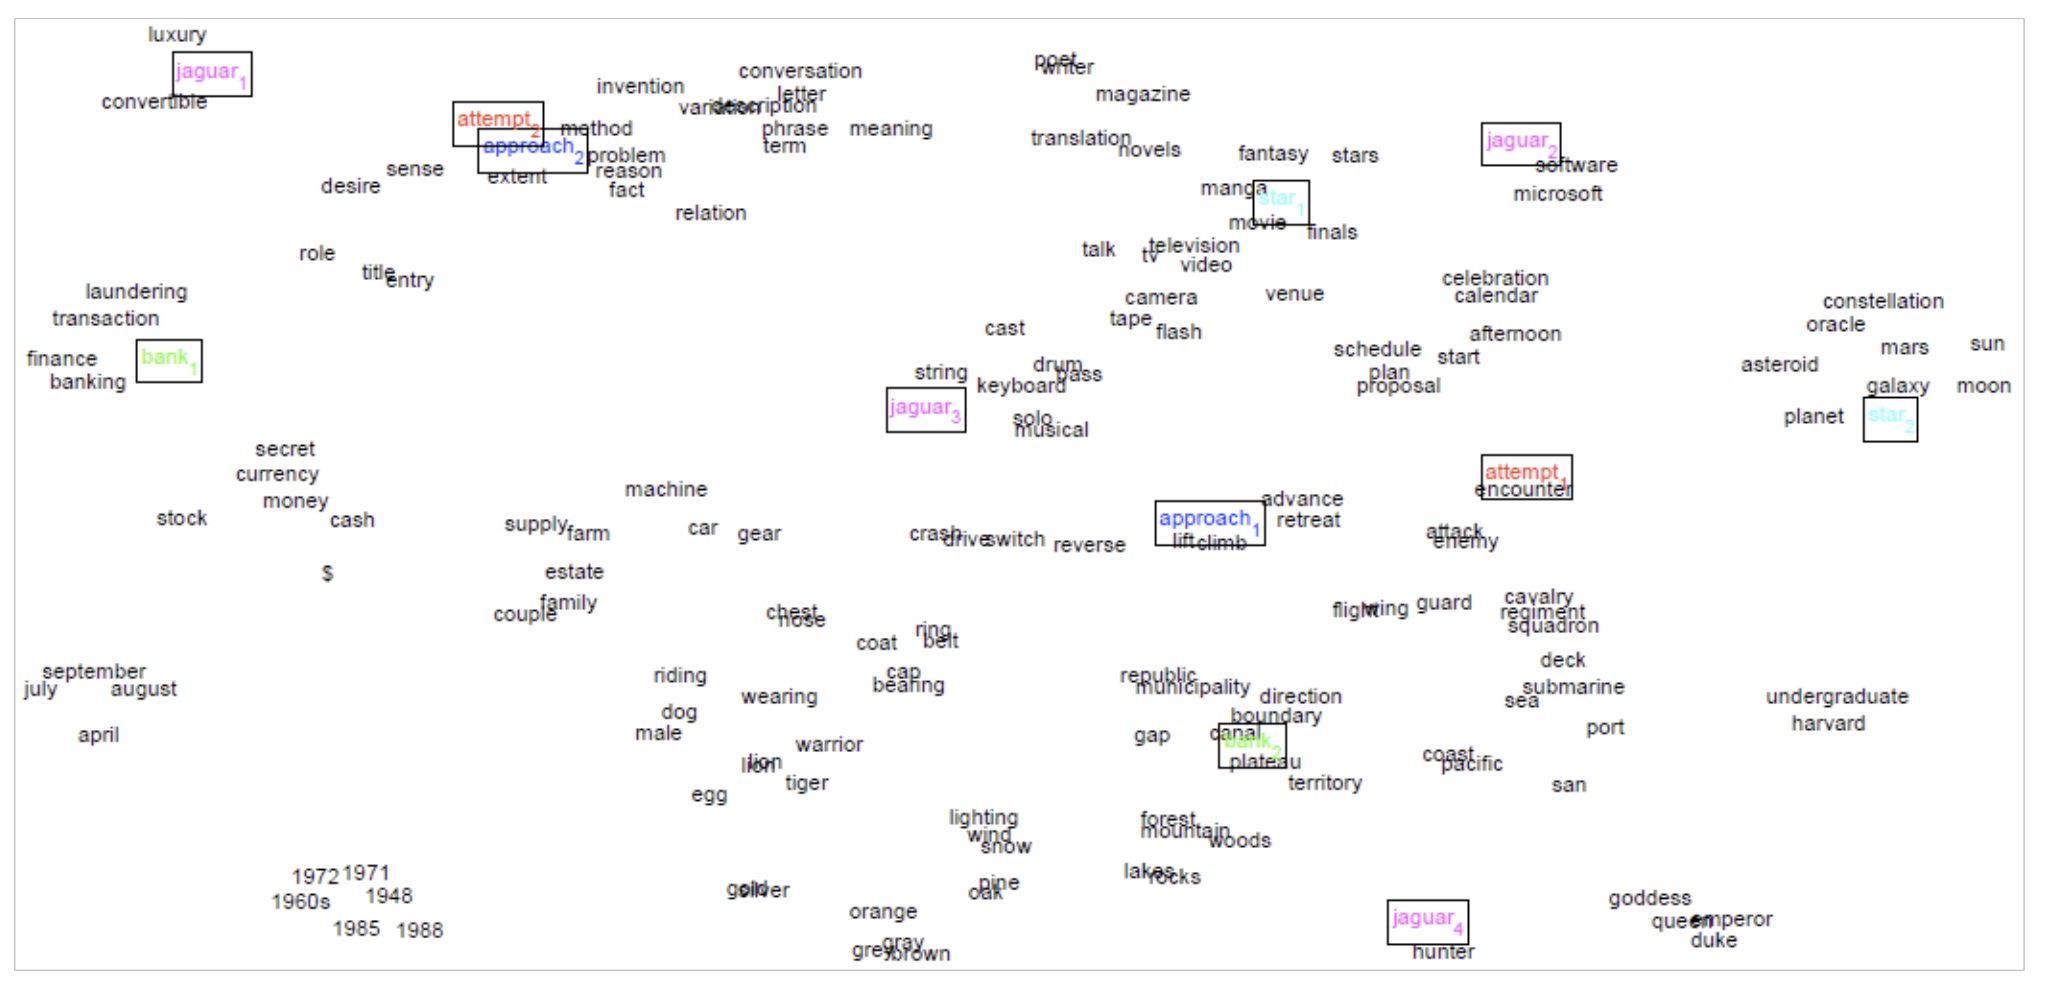 luxury
jaguar1
convertible
invention
conversation
letter
variation
description
attempt2
method
phrase
meaning
term
approach2
problem
sense
extent
reason
desire
fact
relation
poet
writer
magazine
translation
novels
fantasy
stars
jaguar2
software
microsoft
manga
star1
movie
finals
talk
tv
television
video
role
title
entry
laundering
transaction
finance
bank1
banking
camera
venue
tape
flash
celebration
calendar
afternoon
schedule
start
plan
proposal
constellation
oracle
mars
sun
asteroid
galaxy
moon
planet
star2
cast
string
drum
bass
keyboard
jaguar3
solo
musical
secret
currency
money
stock
cash
$
machine
supply
farm
car
gear
crash
drive
switch
reverse
approach1
advance
retreat
lift
climb
attempt1
encounter
attack
enemy
estate
family
couple
chest
nose
coat
ring
belt
cap
bearing
flight
wing
guard
cavalry
regiment
squadron
deck
submarine
sea
port
september
july
august
april
riding
wearing
dog
male
warrior
lion
tiger
egg
republic
municipality
direction
boundary
gap
canal
bank2
plateau
territory
coast
pacific
san
undergraduate
harvard
lighting
wind
snow
forest
mountain
woods
lakes
rocks
pine
oak
1972
1971
1960s
1948
1985
1988
gold
silver
orange
gray
grey
brown
jaguar4
hunter
goddess
queen
emperor
duke